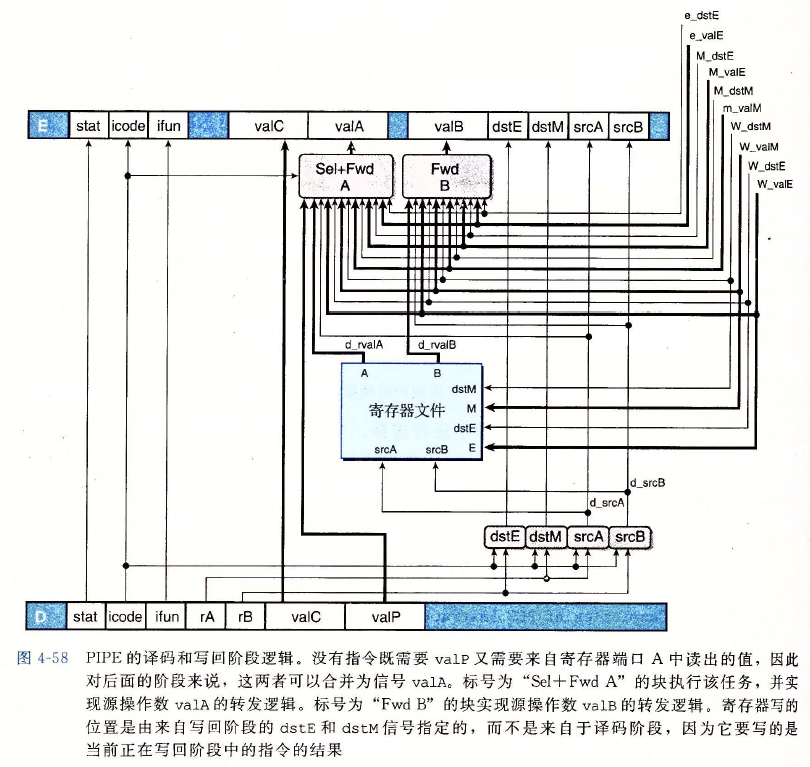 e_dstE
e_valE
M_dstE
M_valE
M_dstM
m_valM
W_dstM
W_valM
W_dstE
W_valE
E stat icode ifun valC valA valB dstE dstM srcA srcB
Sel+Fwd
A
Fwd
B
d_rvalA d_rvalB
A B
dstM
寄存器文件 M
dstE
srcA srcB E
d_srcB
d_srcA
dstE dstM srcA srcB
D stat icode ifun rA rB valC valP
图 4-58 PIPE的译码和写回阶段逻辑。没有指令既需要 valP 又需要来自寄存器端口 A 中读出的值，因此
对后面的阶段来说，这两者可以合并为信号 valA。标号为“Sel+Fwd A”的块执行该任务，并实
现源操作数 valA 的转发逻辑。标号为“Fwd B”的块实现源操作数 valB 的转发逻辑。寄存器写的
位置是由来自写回阶段的 dstE 和 dstM 信号指定的，而不是来自于译码阶段，因为它要写的是
当前正在写回阶段中的指令的结果